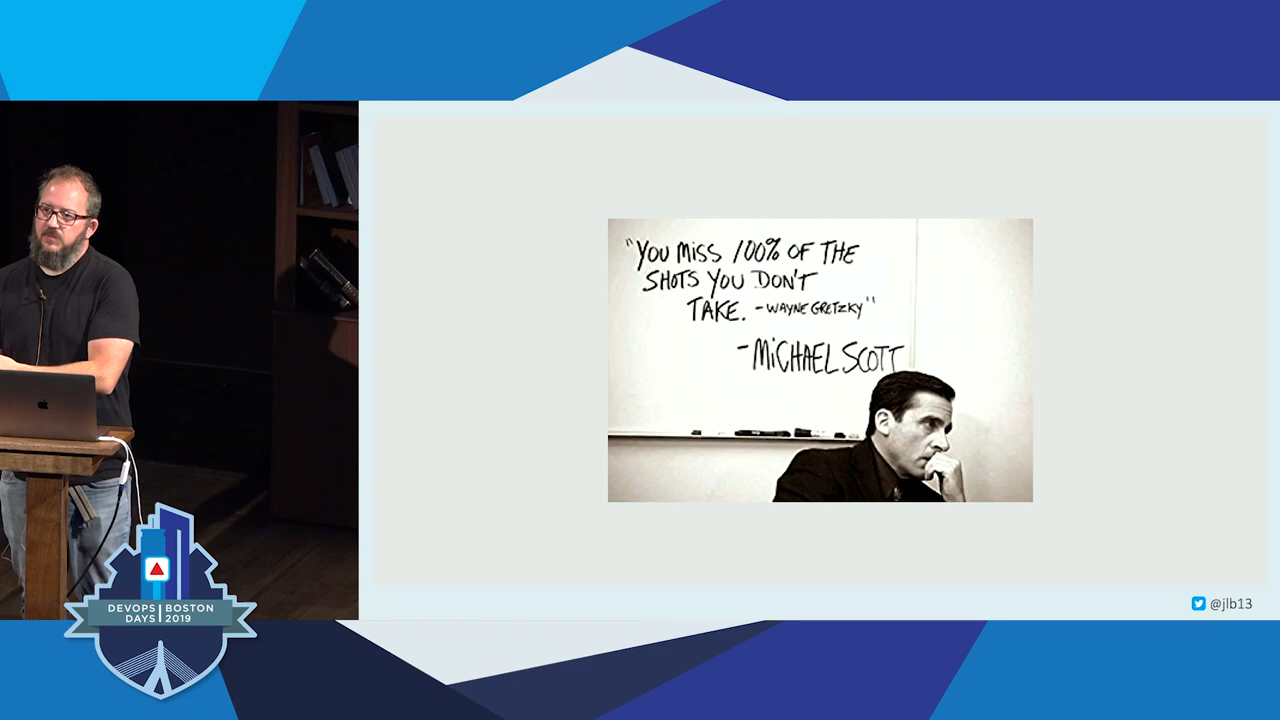 "YOU MISS 100% OF THE
SHOTS YOU DON'T
TAKE. -WAYNE GRETZKY"
-MiCHAEL SCOTT
@jlb13
DEVOPS BOSTON
DAYS 2019